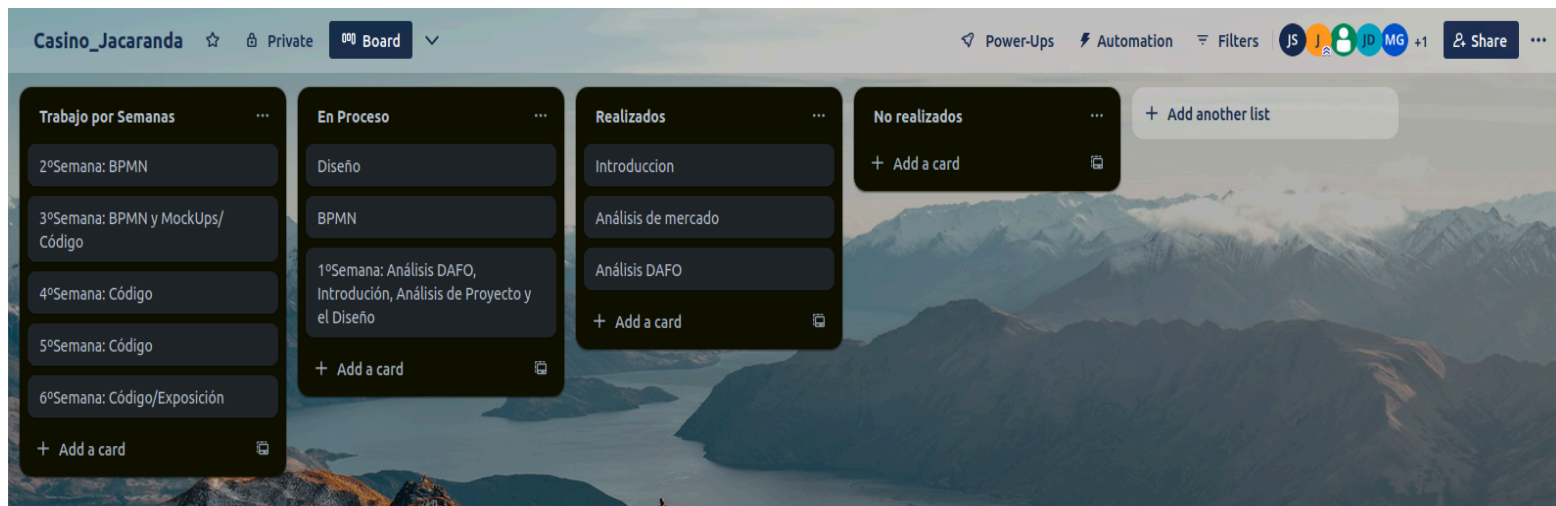 Casino_Jacaranda Private Board Power-Ups Automation Filters JS J JD MG +1 Share
Trabajo por Semanas
2ºSemana: BPMN
3ºSemana: BPMN y MockUps/
Código
4ºSemana: Código
5ºSemana: Código
6ºSemana: Código/Exposición
+ Add a card
En Proceso
Diseño
BPMN
1ºSemana: Análisis DAFO,
Introdución, Análisis de Proyecto y
el Diseño
+ Add a card
Realizados
Introduccion
Análisis de mercado
Análisis DAFO
+ Add a card
No realizados
+ Add a card
+ Add another list